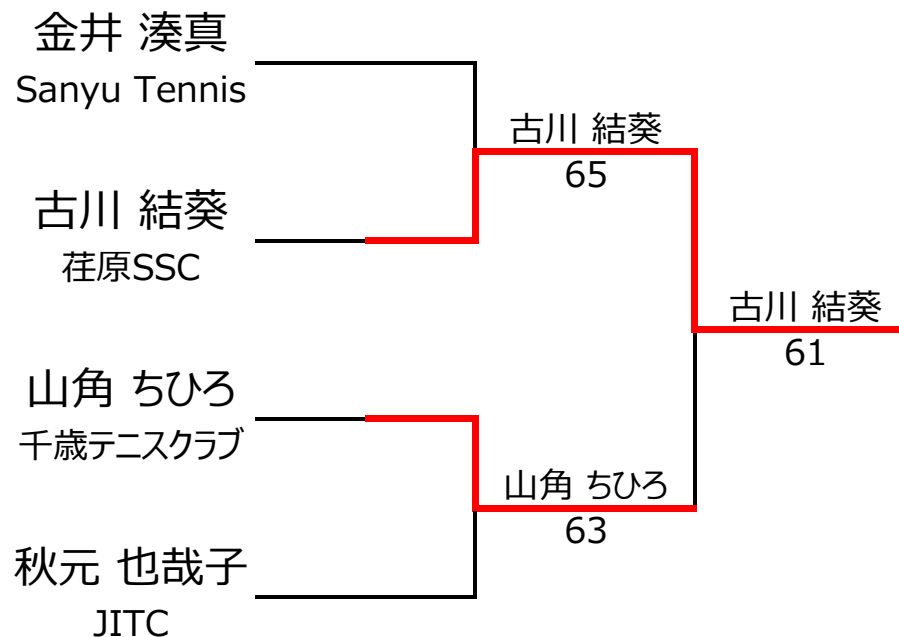 金井 湊真
Sanyu Tennis
古川 結葵
65
古川 結葵
荏原SSC
古川 結葵
61
山角 ちひろ
千歳テニスクラブ
山角 ちひろ
63
秋元 也哉子
JITC